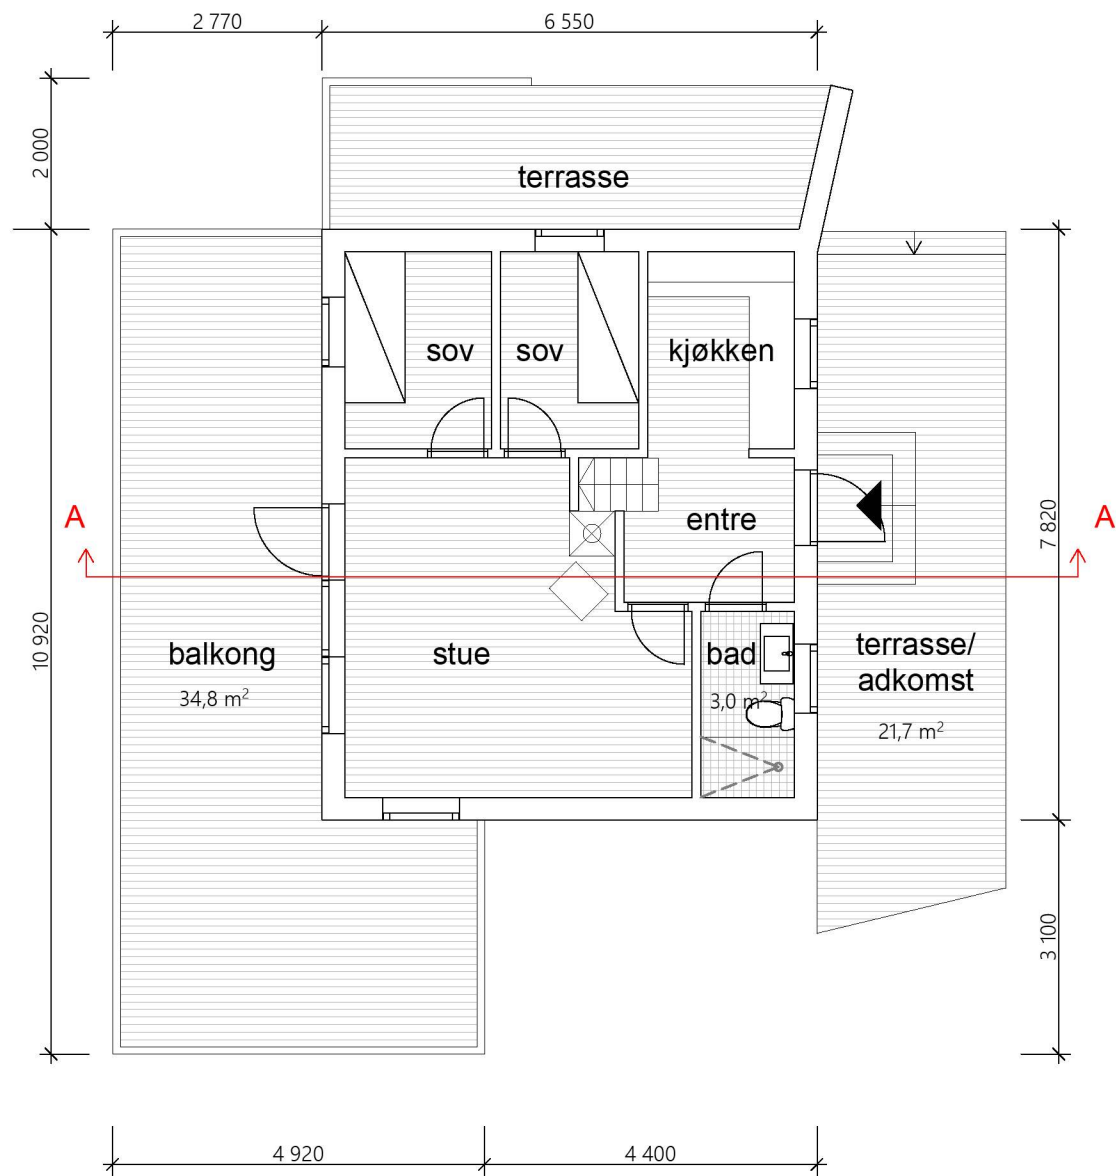 2 770
6 550
2 000
terrasse
sov
sov
kjøkken
A
A
entre
7 820
10 920
balkong
34,8 m²
stue
bad
3,0 m²
terrasse/
adkomst
21,7 m²
3 100
4 920
4 400